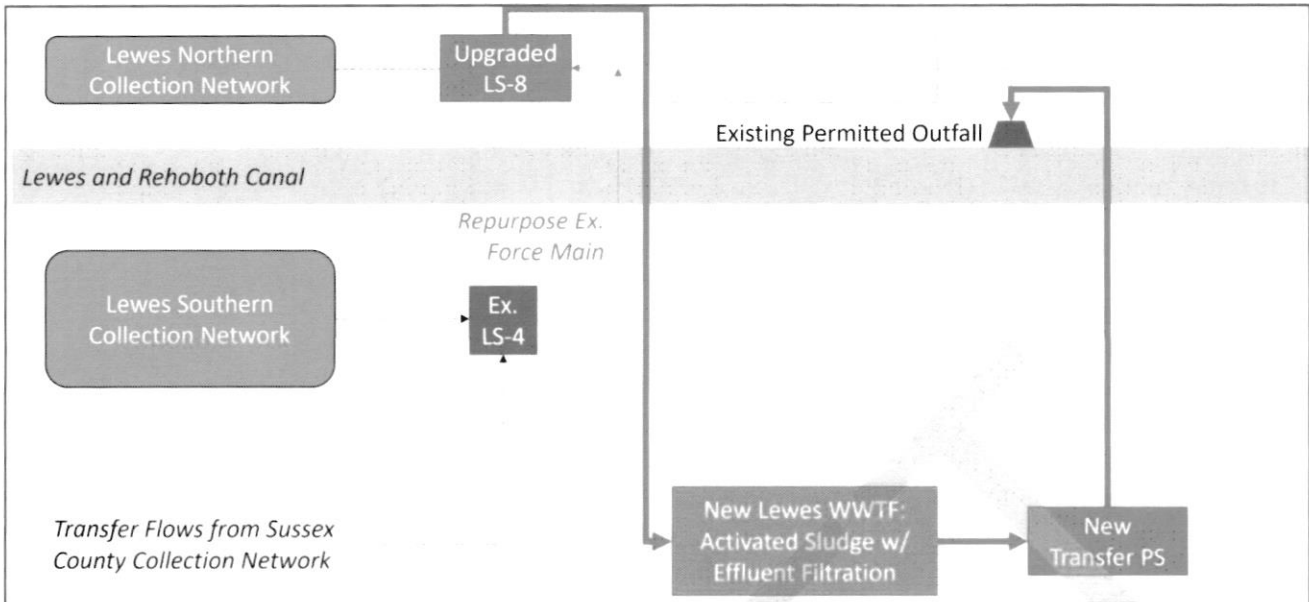 Lewes Northern
Collection Network
Upgraded
LS-8
Existing Permitted Outfall
Lewes and Rehoboth Canal
Repurpose Ex.
Force Main
Lewes Southern
Collection Network
Ex.
LS-4
Transfer Flows from Sussex
County Collection Network
New Lewes WWTF:
Activated Sludge w/
Effluent Filtration
New
Transfer PS